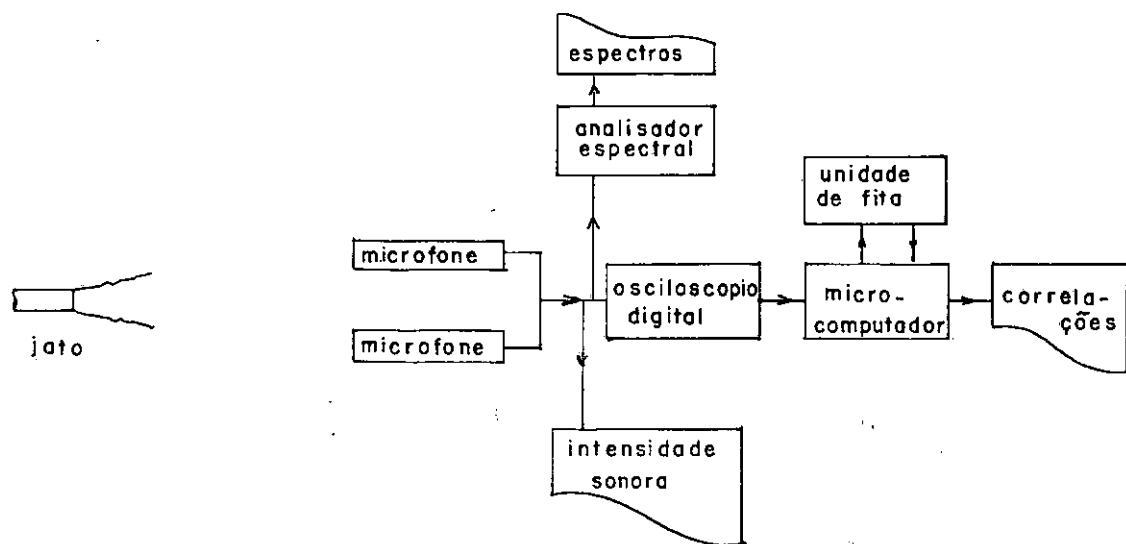 espectros
analisador
espectral
unidade
de fita
microfone
osciloscopio
digital
micro-
computador
correla-
ções
microfone
jato
intensidade
sonora